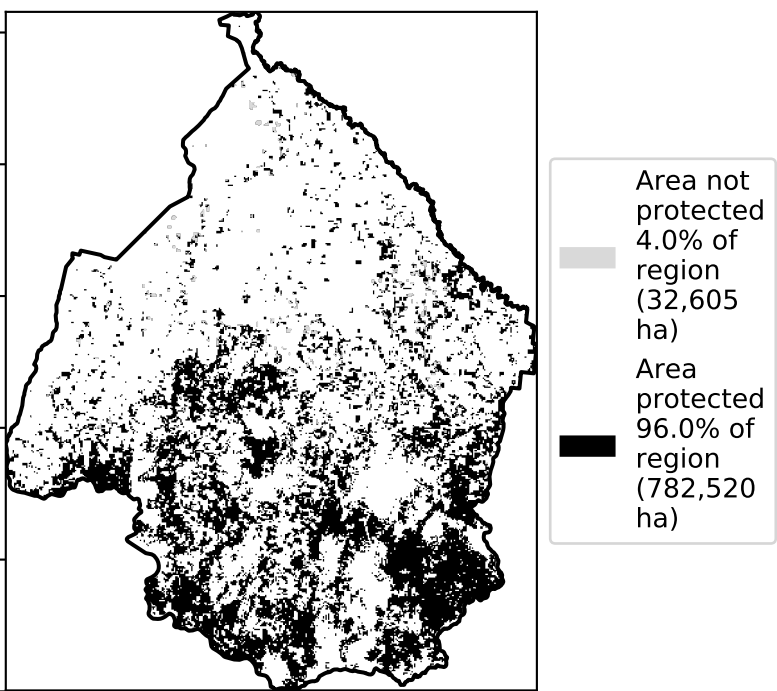 Area not
protected
4.0% of
region
(32,605
ha)
Area
protected
96.0% of
region
(782,520
ha)